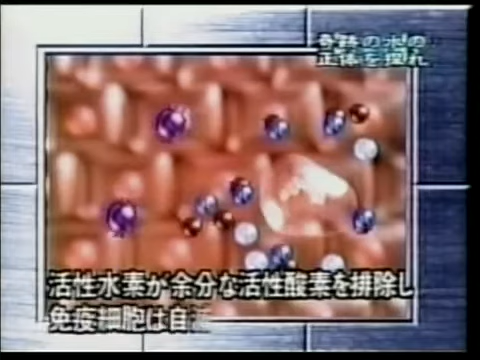 奇跡の水の
正体を探れ
活性水素が余分な活性酸素を排除し
免疫細胞は自